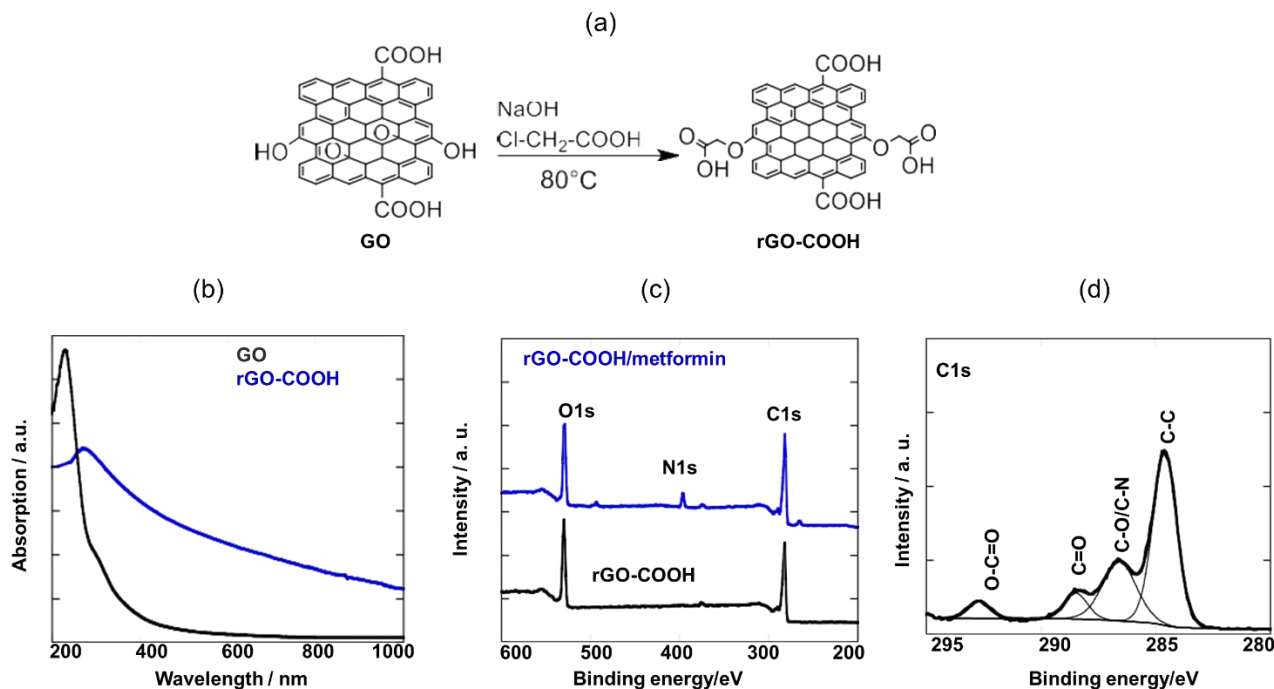 (a)
COOH
O
O
HO
OH
COOH
GO
NaOH
Cl-CH₂-COOH
80°C
COOH
O
O
OH
O
O
OH
COOH
rGO-COOH
(b)
GO
rGO-COOH
Absorption / a.u.
200 400 600 800 1000
Wavelength / nm
(c)
rGO-COOH/metformin
O1s
N1s
C1s
rGO-COOH
Intensity / a. u.
600 500 400 300 200
Binding energy/eV
(d)
C1s
O-C=O
C=O
C-O/C-N
C-C
Intensity / a. u.
295 289 285 280
Binding energy/eV